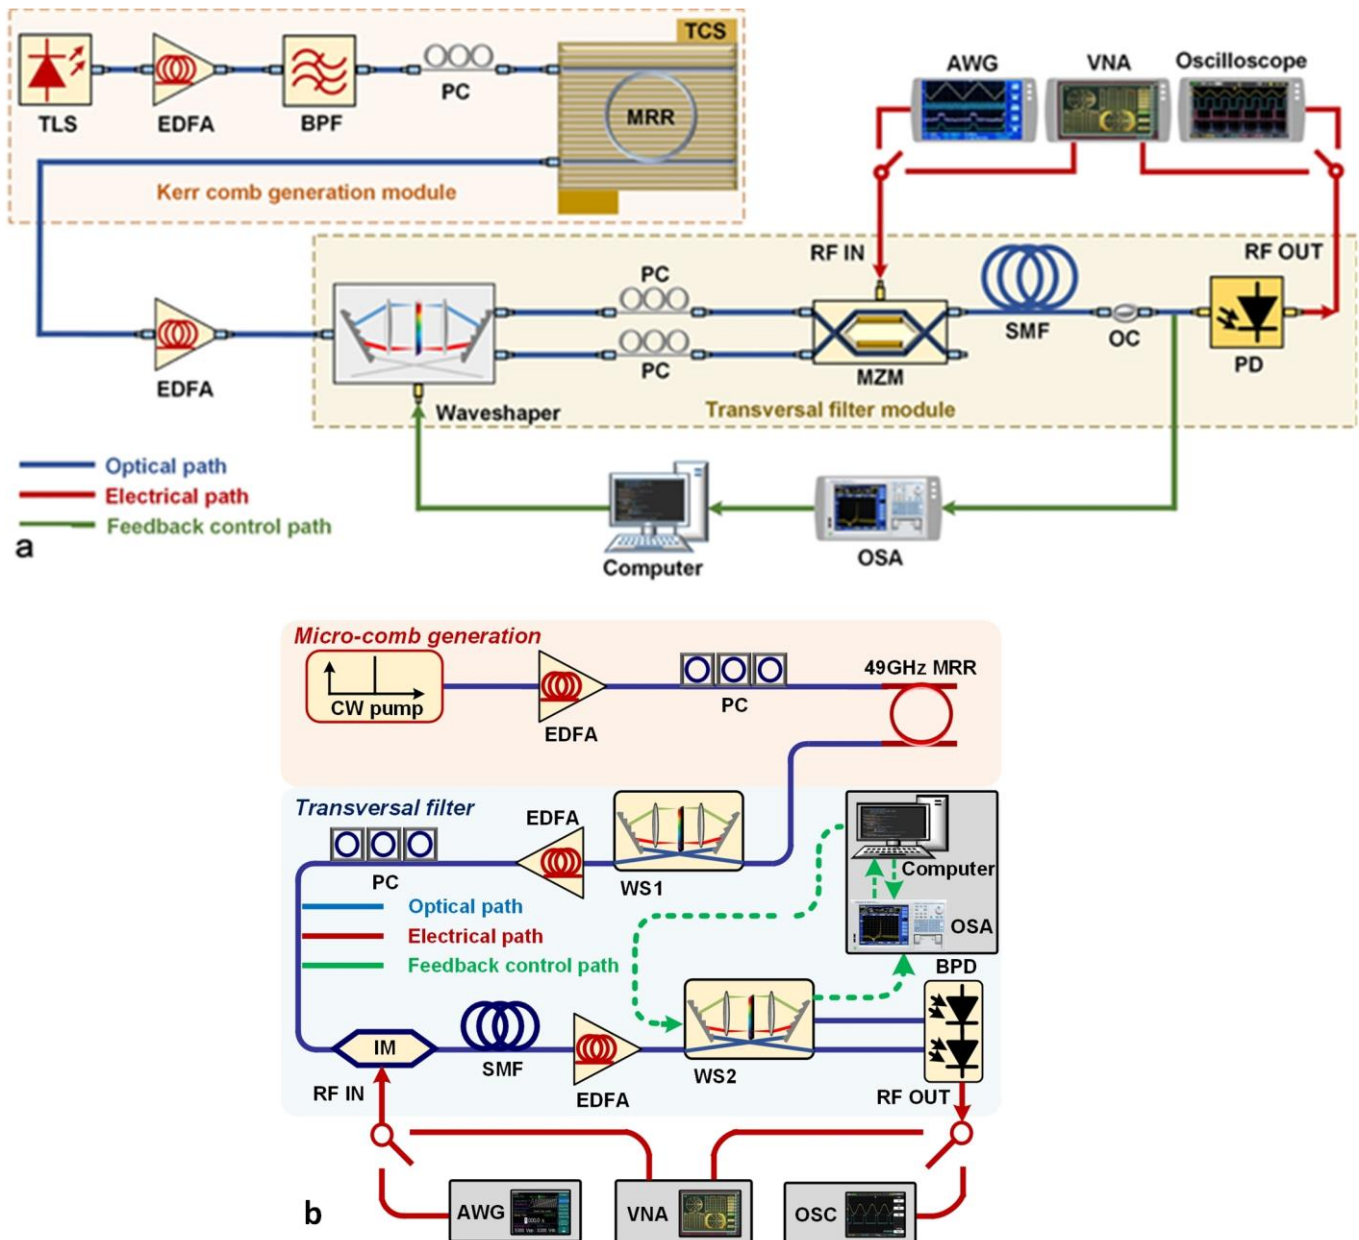 TCS
TLS
EDFA
BPF
PC
MRR
Kerr comb generation module
AWG
VNA
Oscilloscope
RF IN
RF OUT
EDFA
Waveshaper
PC
PC
MZM
SMF
OC
PD
Transversal filter module
Optical path
Electrical path
Feedback control path
a
Computer
OSA
Micro-comb generation
CW pump
EDFA
PC
49GHz MRR
Transversal filter
PC
EDFA
WS1
Computer
OSA
Optical path
Electrical path
Feedback control path
BPD
IM
RF IN
SMF
EDFA
WS2
RF OUT
AWG
VNA
OSC
b